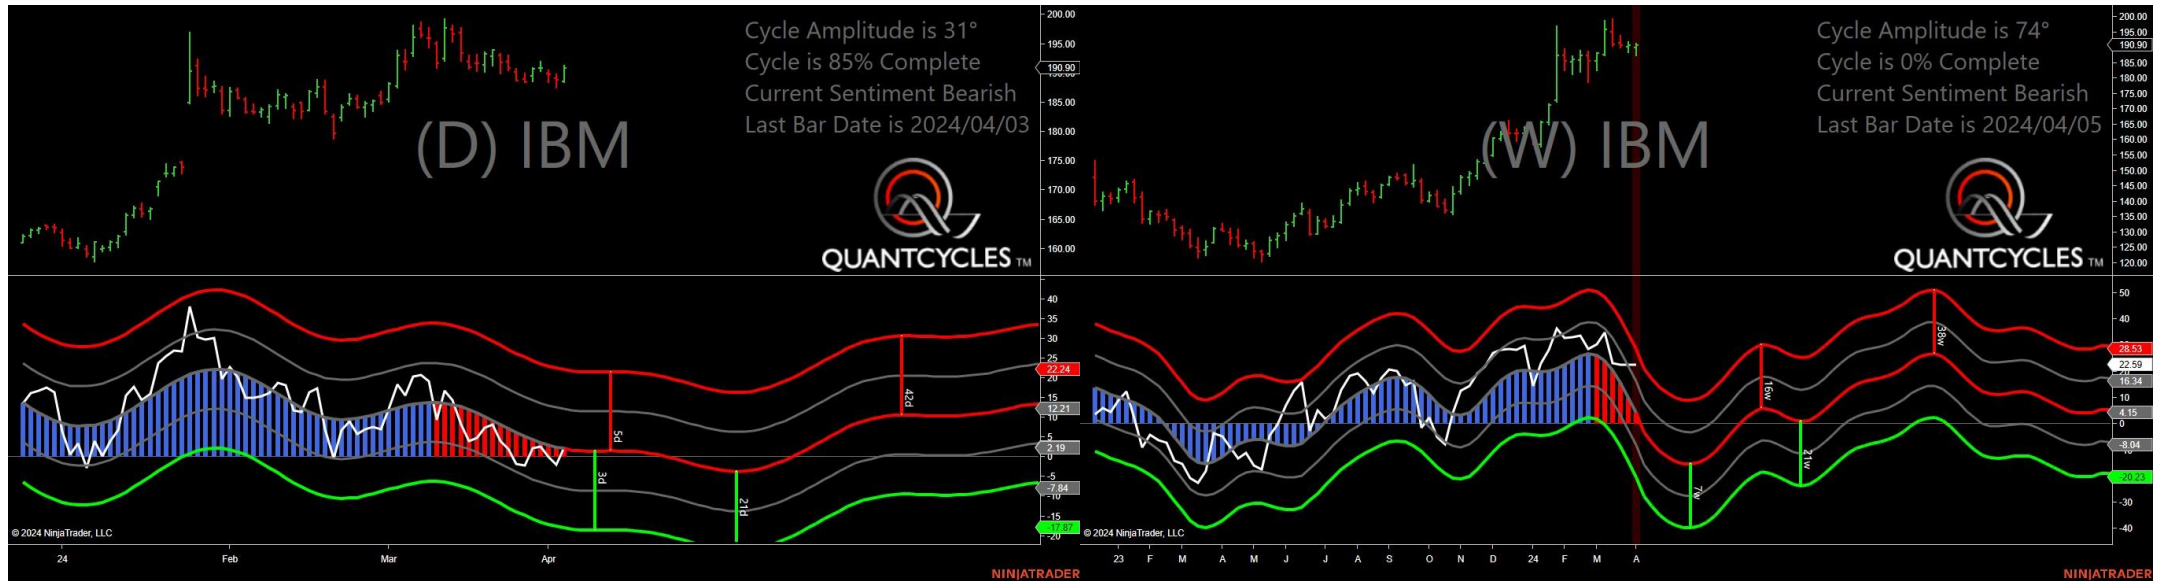 Cycle Amplitude is 31°
Cycle is 85% Complete
Current Sentiment Bearish
Last Bar Date is 2024/04/03
(D) IBM
QUANTCYCLES TM
200.00
195.00
190.90
185.00
180.00
175.00
170.00
165.00
160.00
40
35
30
22.24
20
15
12.21
5
2.19
0
-5
-7.84
-10
-15
-17.87
-20
5d
3d
21d
42d
© 2024 NinjaTrader, LLC
24
Feb
Mar
Apr
NINJATRADER
Cycle Amplitude is 74°
Cycle is 0% Complete
Current Sentiment Bearish
Last Bar Date is 2024/04/05
(W) IBM
QUANTCYCLES TM
200.00
195.00
190.90
185.00
180.00
175.00
170.00
165.00
160.00
155.00
150.00
145.00
140.00
135.00
130.00
125.00
120.00
50
40
28.53
22.59
16.34
10
4.15
0
-8.04
-20.23
-30
-40
7w
16w
21w
38w
© 2024 NinjaTrader, LLC
23
F
M
A
M
J
J
A
S
O
N
D
24
F
M
A
NINJATRADER